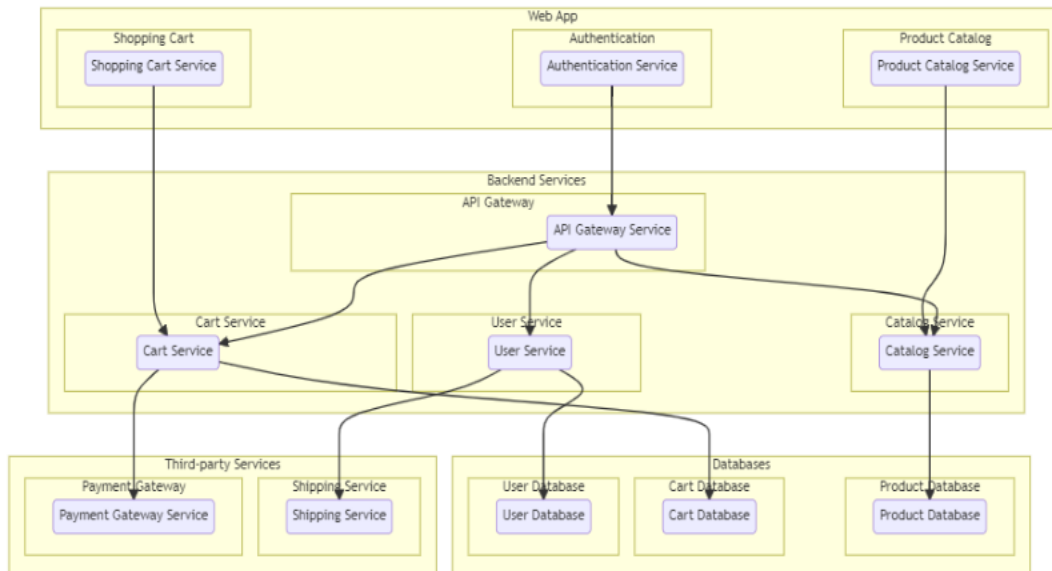 Web App
Shopping Cart
Authentication
Product Catalog
Shopping Cart Service
Authentication Service
Product Catalog Service
Backend Services
API Gateway
API Gateway Service
Cart Service
User Service
Catalog Service
Cart Service
User Service
Catalog Service
Third-party Services
Databases
Payment Gateway
Shipping Service
User Database
Cart Database
Product Database
Payment Gateway Service
Shipping Service
User Database
Cart Database
Product Database